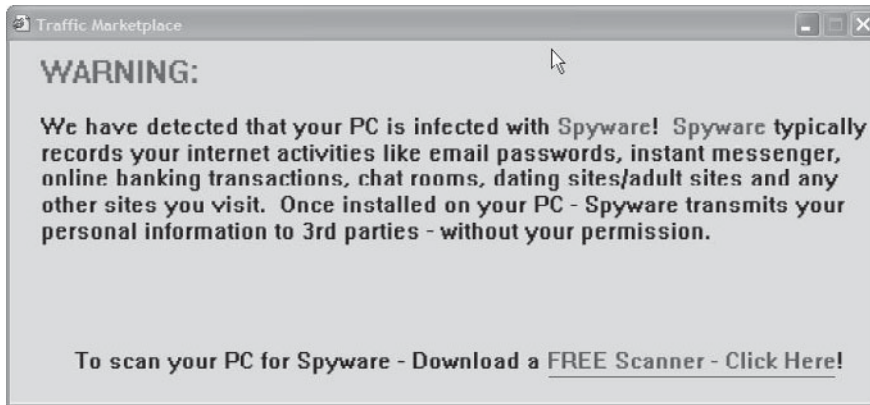 Traffic Marketplace
WARNING:
We have detected that your PC is infected with Spyware! Spyware typically
records your internet activities like email passwords, instant messenger,
online banking transactions, chat rooms, dating sites/adult sites and any
other sites you visit. Once installed on your PC - Spyware transmits your
personal information to 3rd parties - without your permission.
To scan your PC for Spyware - Download a FREE Scanner - Click Here!